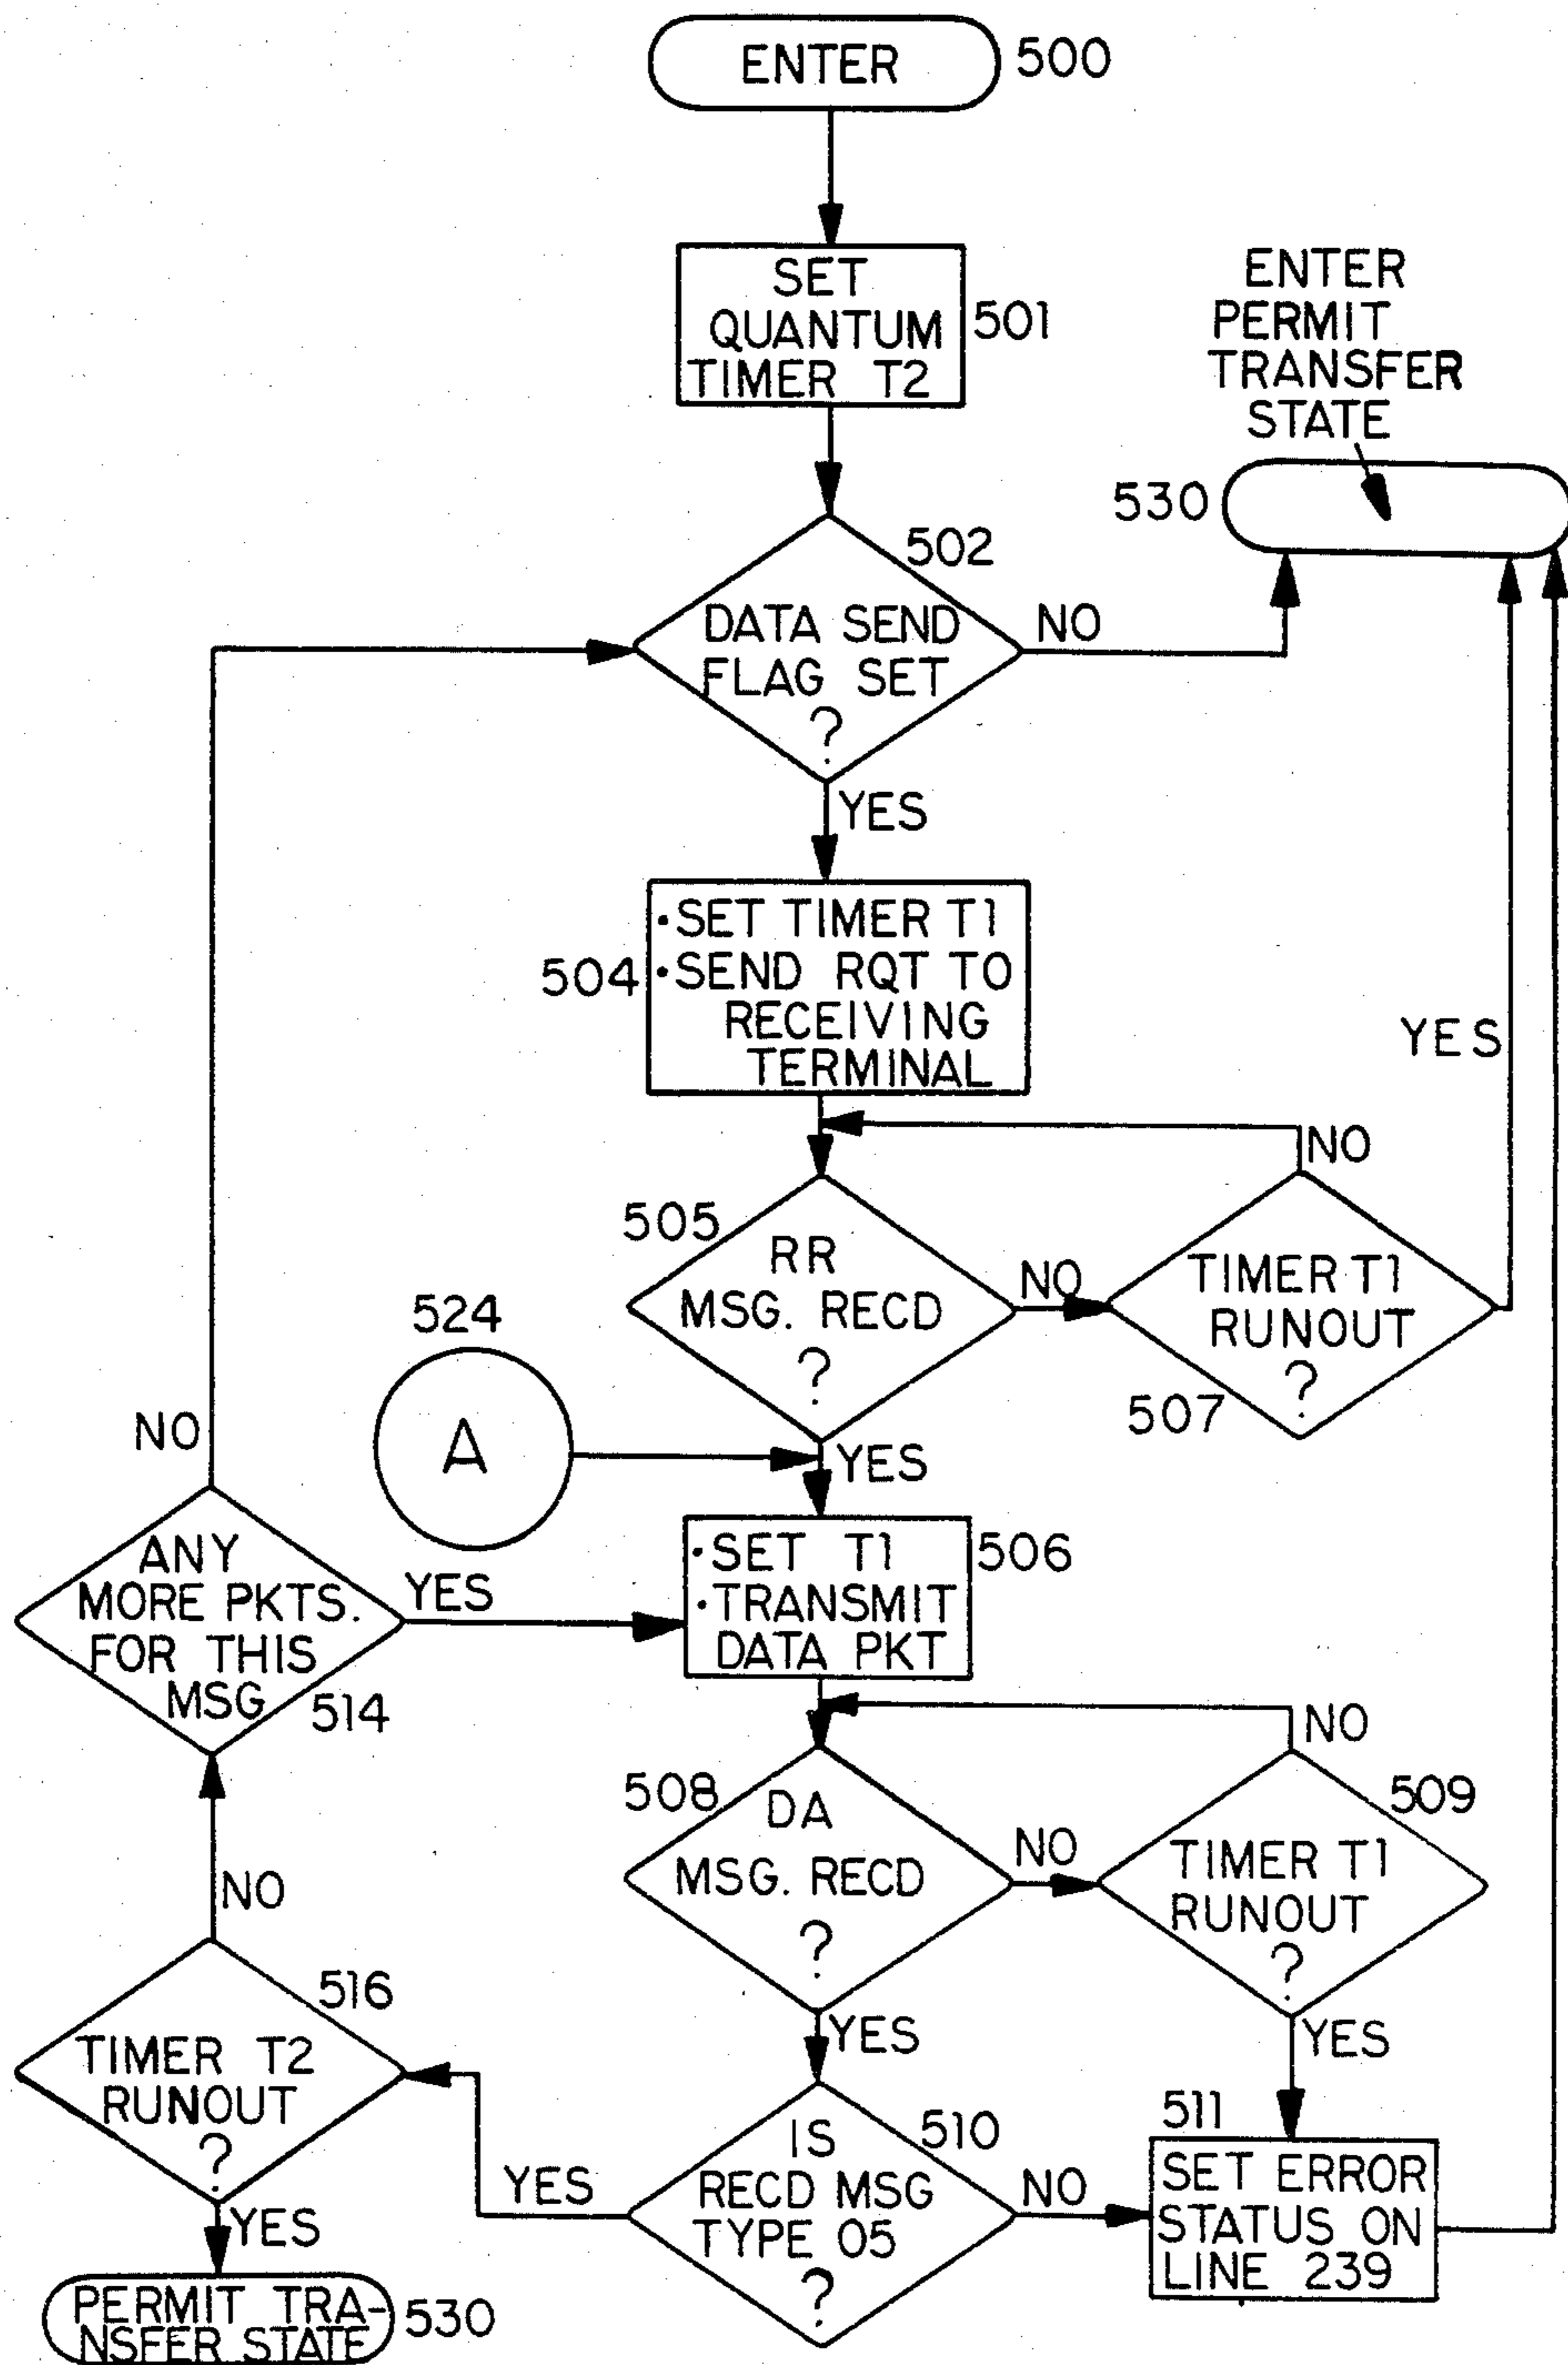 ENTER
500
SET
QUANTUM
TIMER T2
501
ENTER
PERMIT
TRANSFER
STATE
530
502
DATA SEND
FLAG SET
?
NO
YES
504
·SET TIMER T1
·SEND RQT TO
RECEIVING
TERMINAL
YES
NO
505
RR
MSG. RECD
?
NO
TIMER T1
RUNOUT
?
507
524
A
YES
NO
ANY
MORE PKTS.
FOR THIS
MSG
514
YES
·SET T1
·TRANSMIT
DATA PKT
506
NO
508
DA
MSG. RECD
?
NO
509
TIMER T1
RUNOUT
?
NO
YES
YES
516
TIMER T2
RUNOUT
?
YES
510
IS
RECD MSG
TYPE 05
?
NO
511
SET ERROR
STATUS ON
LINE 239
YES
PERMIT TRA-
NSFER STATE
530